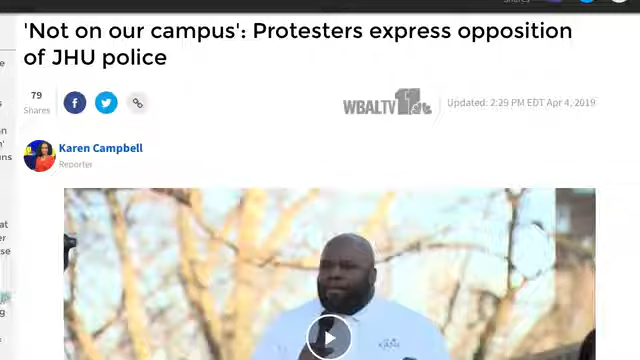 'Not on our campus': Protesters express opposition
of JHU police
79
Shares
WBALTV 11
Updated: 2:29 PM EDT Apr 4, 2019
Karen Campbell
Reporter